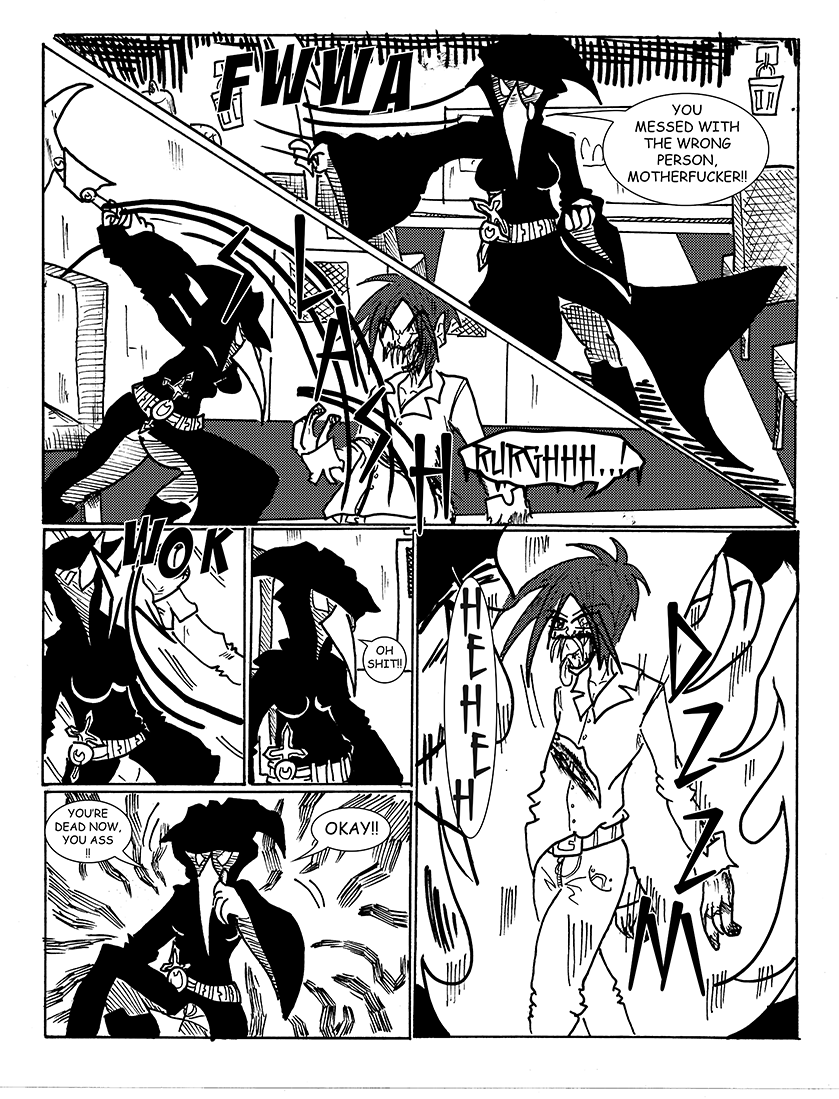 FWWA
YOU
MESSED WITH
THE WRONG
PERSON,
MOTHERFUCKER!!
SLASH
RURGHHH...!
WOK
OH
SHIT!!
HEHEH
DZZM
YOU'RE
DEAD NOW,
YOU ASS
!!
OKAY!!